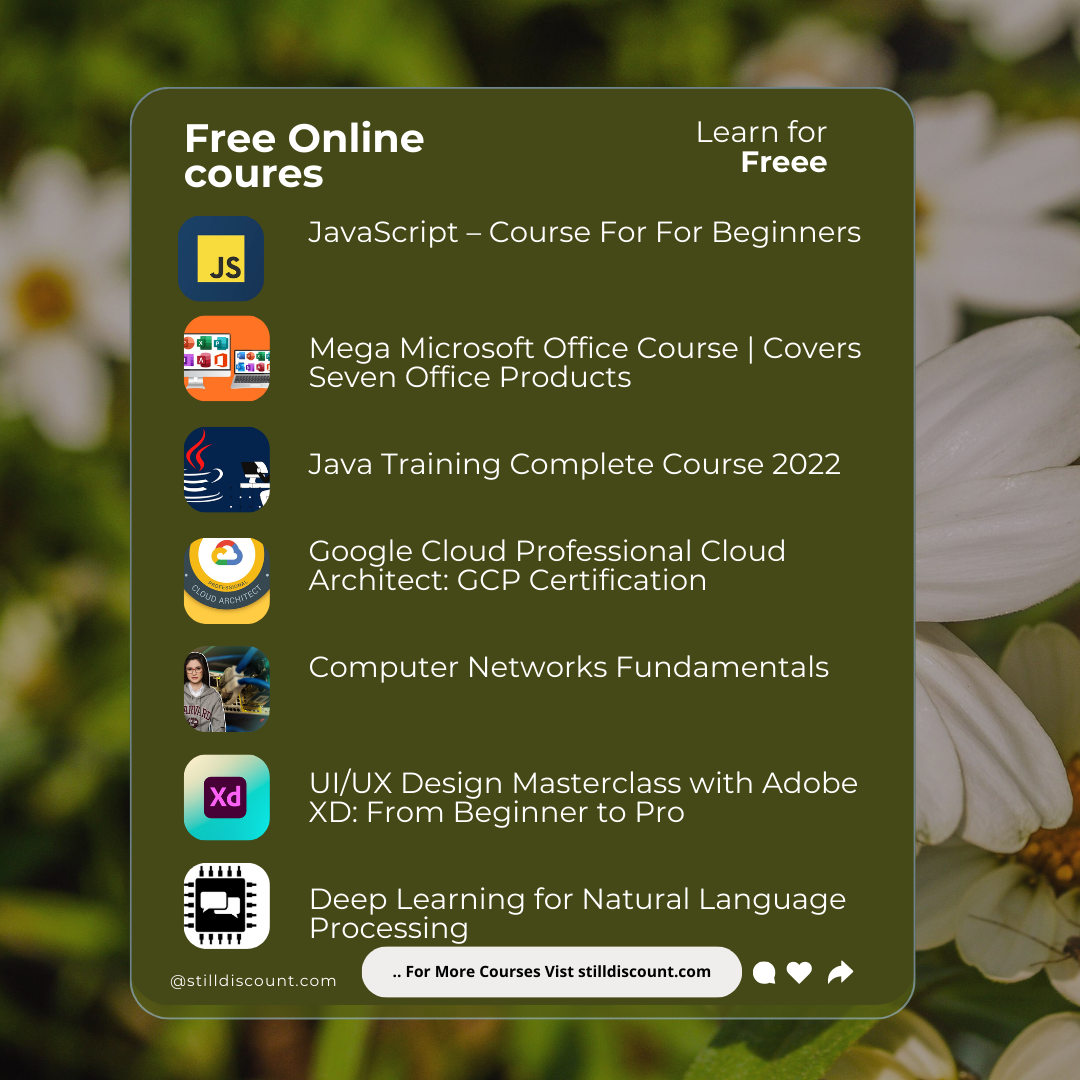 Free Online
coures
Learn for
Freee
JS
JavaScript – Course For For Beginners
Mega Microsoft Office Course | Covers
Seven Office Products
Java Training Complete Course 2022
PROFESSIONAL
CLOUD ARCHITECT
Google Cloud Professional Cloud
Architect: GCP Certification
Computer Networks Fundamentals
Xd
UI/UX Design Masterclass with Adobe
XD: From Beginner to Pro
Deep Learning for Natural Language
Processing
@stilldiscount.com
.. For More Courses Vist stilldiscount.com